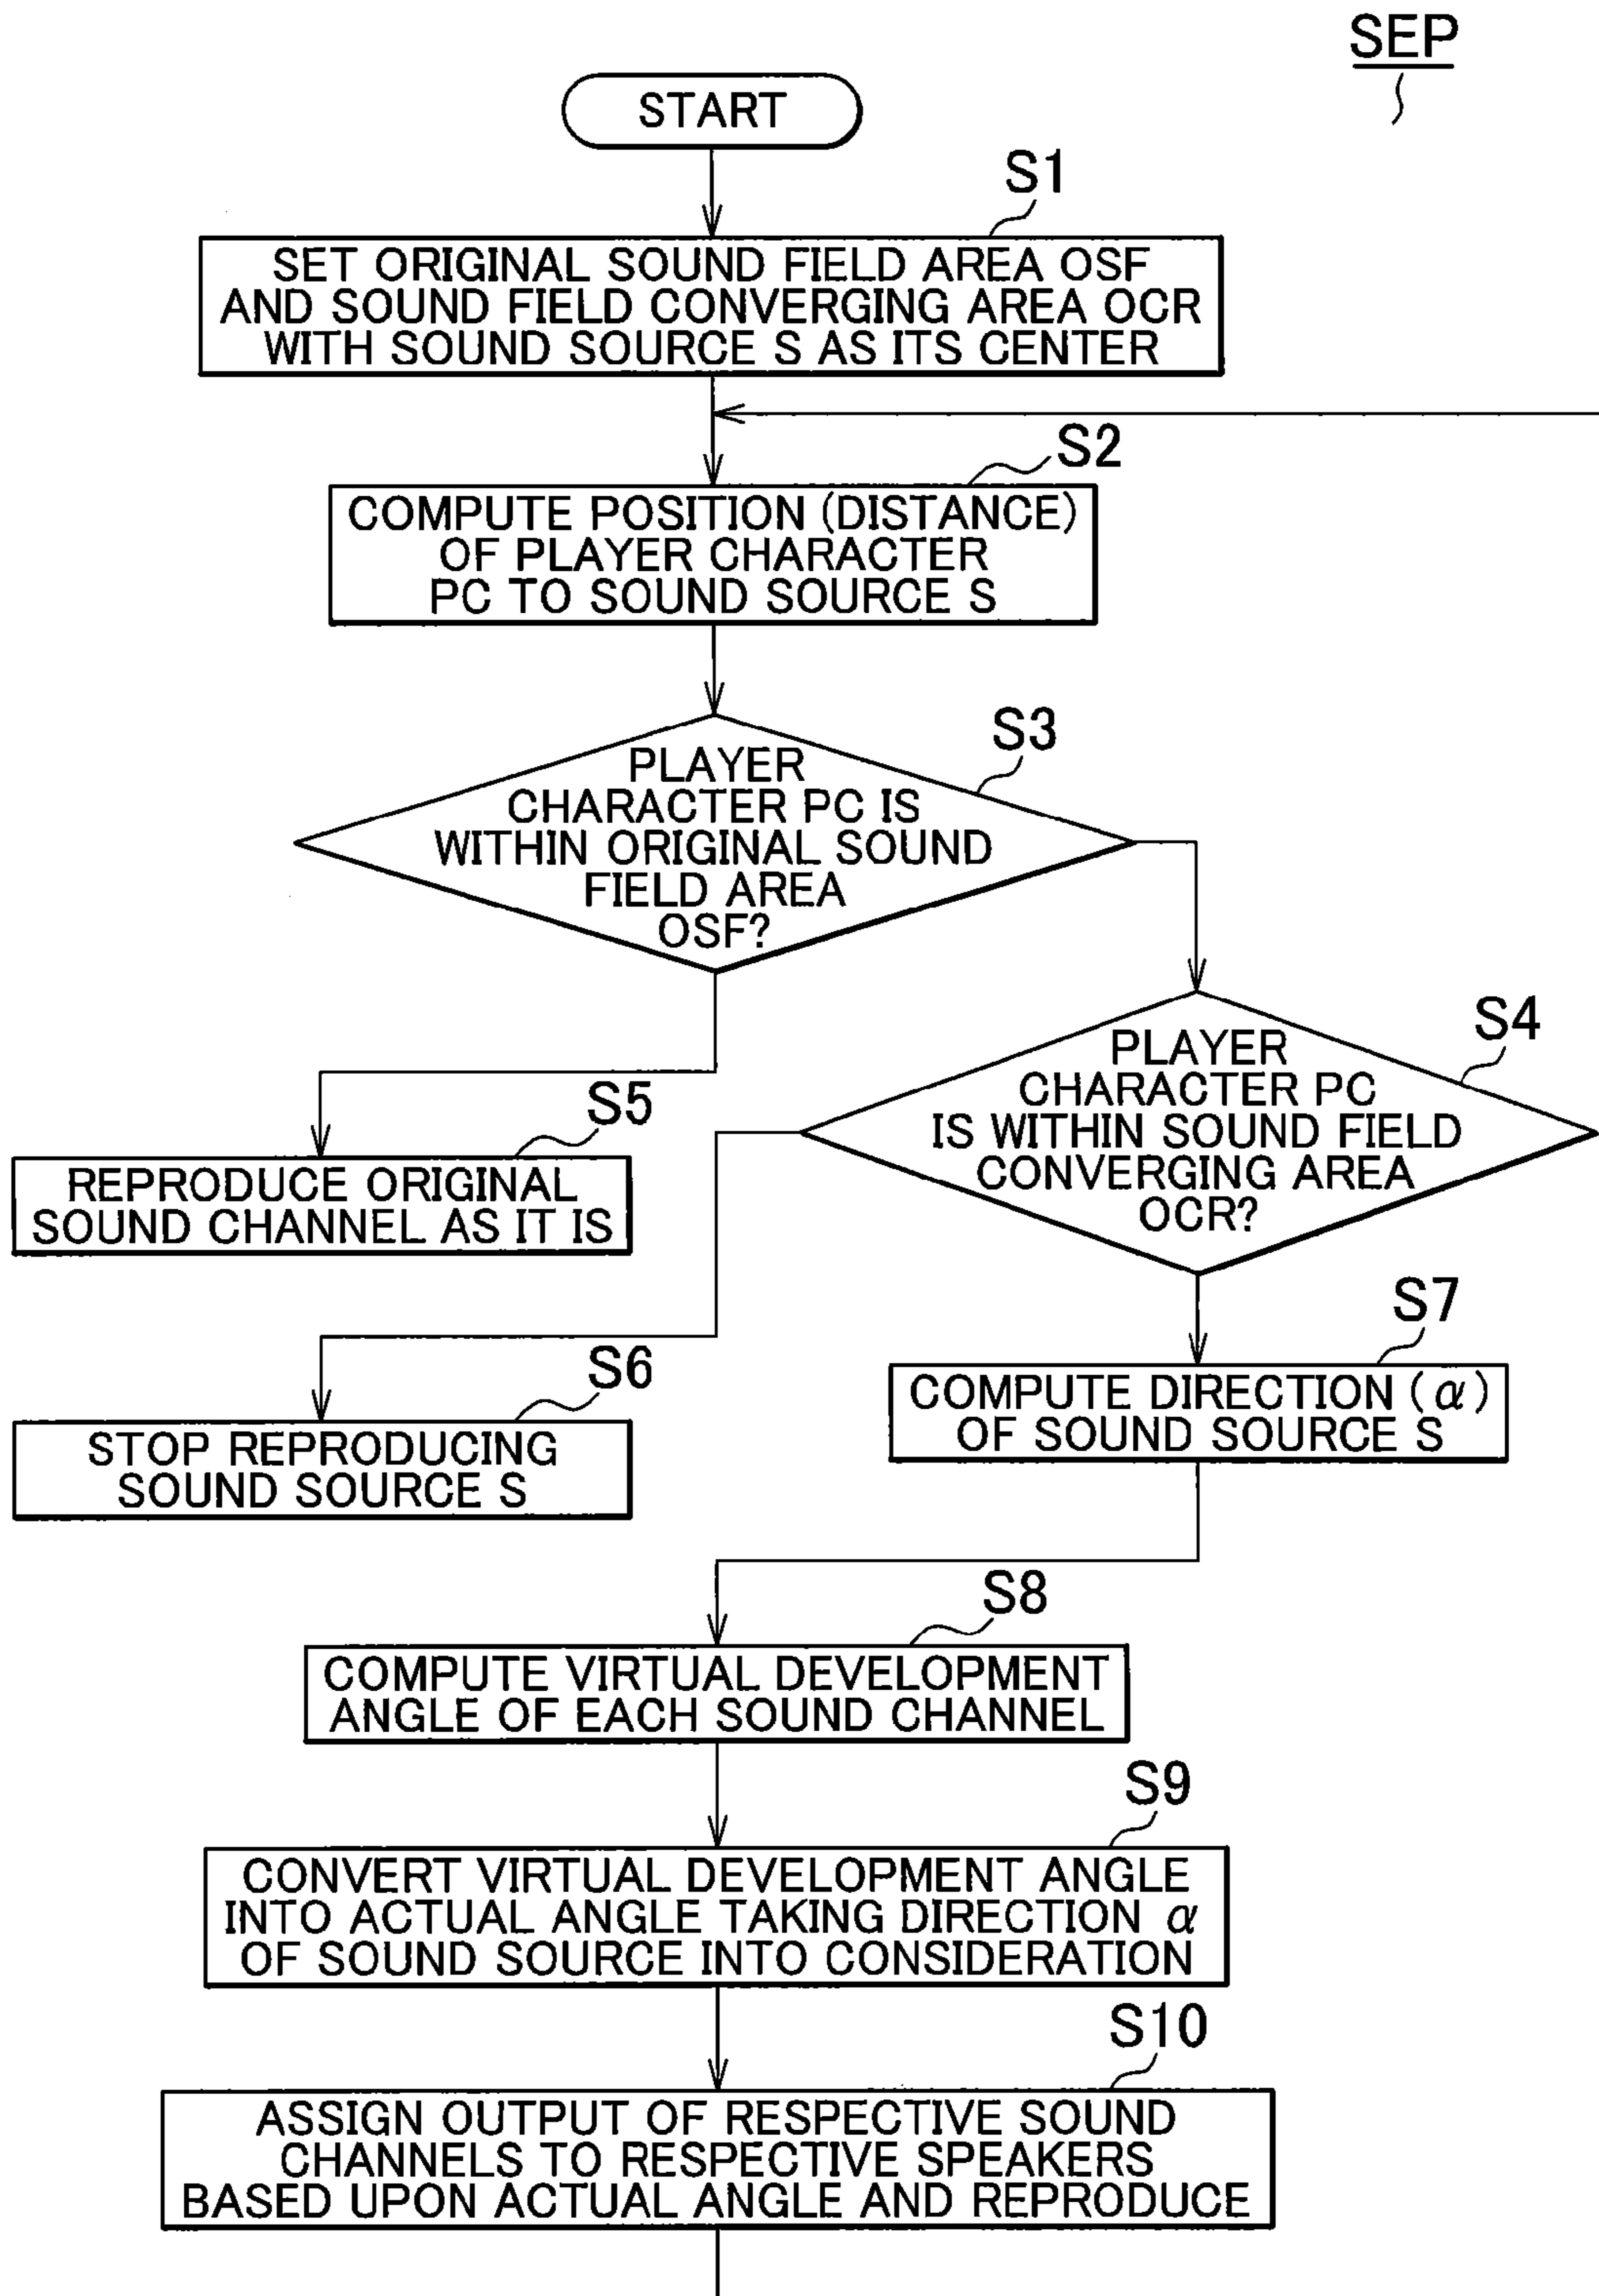 SEP
START
S1
SET ORIGINAL SOUND FIELD AREA OSF
AND SOUND FIELD CONVERGING AREA OCR
WITH SOUND SOURCE S AS ITS CENTER
S2
COMPUTE POSITION (DISTANCE)
OF PLAYER CHARACTER
PC TO SOUND SOURCE S
S3
PLAYER
CHARACTER PC IS
WITHIN ORIGINAL SOUND
FIELD AREA
OSF?
S4
PLAYER
CHARACTER PC
IS WITHIN SOUND FIELD
CONVERGING AREA
OCR?
S5
REPRODUCE ORIGINAL
SOUND CHANNEL AS IT IS
S6
STOP REPRODUCING
SOUND SOURCE S
S7
COMPUTE DIRECTION (α)
OF SOUND SOURCE S
S8
COMPUTE VIRTUAL DEVELOPMENT
ANGLE OF EACH SOUND CHANNEL
S9
CONVERT VIRTUAL DEVELOPMENT ANGLE
INTO ACTUAL ANGLE TAKING DIRECTION α
OF SOUND SOURCE INTO CONSIDERATION
S10
ASSIGN OUTPUT OF RESPECTIVE SOUND
CHANNELS TO RESPECTIVE SPEAKERS
BASED UPON ACTUAL ANGLE AND REPRODUCE